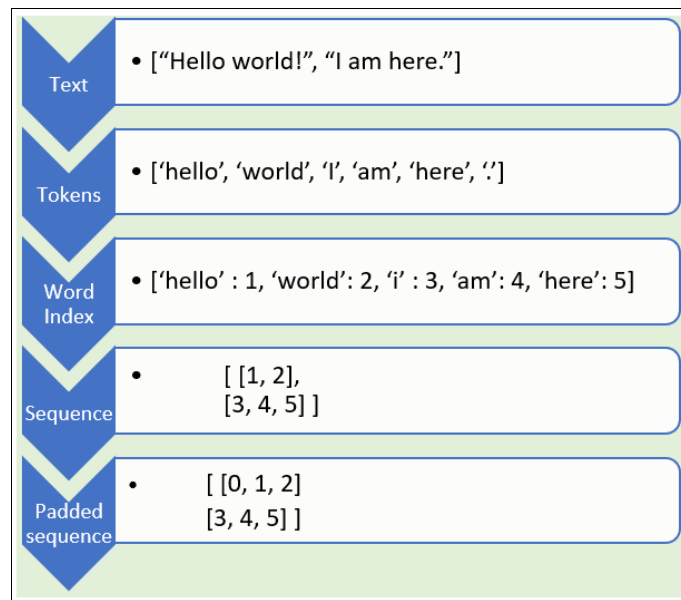 Text
• [“Hello world!”, “I am here.”]
Tokens
• [‘hello’, ‘world’, ‘I’, ‘am’, ‘here’, ‘.’]
Word
Index
• [‘hello’ : 1, ‘world’: 2, ‘i’ : 3, ‘am’: 4, ‘here’: 5]
Sequence
• [ [1, 2],
[3, 4, 5] ]
Padded
sequence
• [ [0, 1, 2]
[3, 4, 5] ]